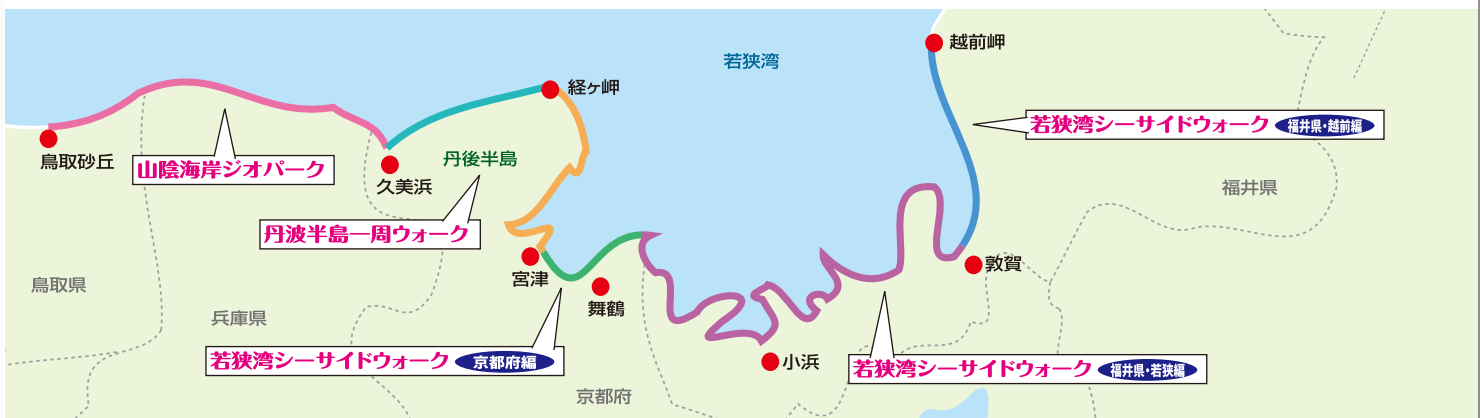 越前岬
若狭湾
経ヶ岬
若狭湾シーサイドウォーク 福井県・越前編
鳥取砂丘
山陰海岸ジオパーク
久美浜
丹後半島
福井県
丹波半島一周ウォーク
宮津
敦賀
鳥取県
舞鶴
兵庫県
若狭湾シーサイドウォーク 京都府編
小浜
若狭湾シーサイドウォーク 福井県・若狭編
京都府